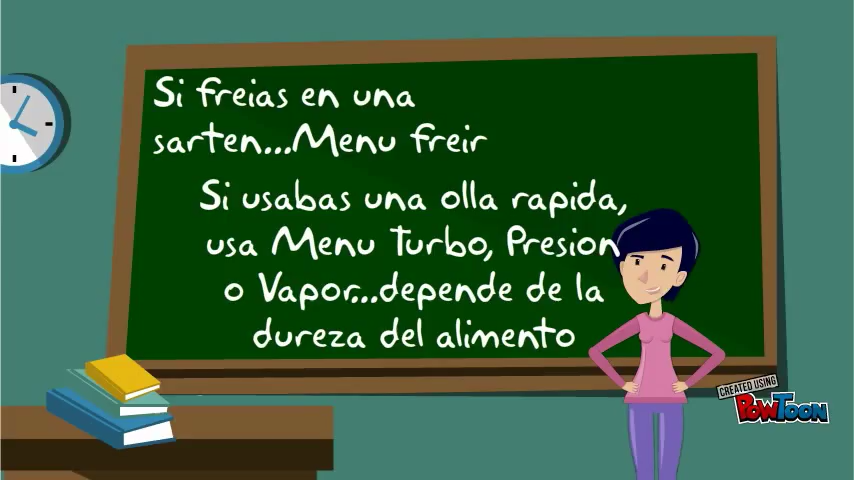 Si freias en una
sarten...Menu freir
Si usabas una olla rapida,
usa Menu Turbo, Presion
o Vapor...depende de la
dureza del alimento
CREATED USING
POWTOON